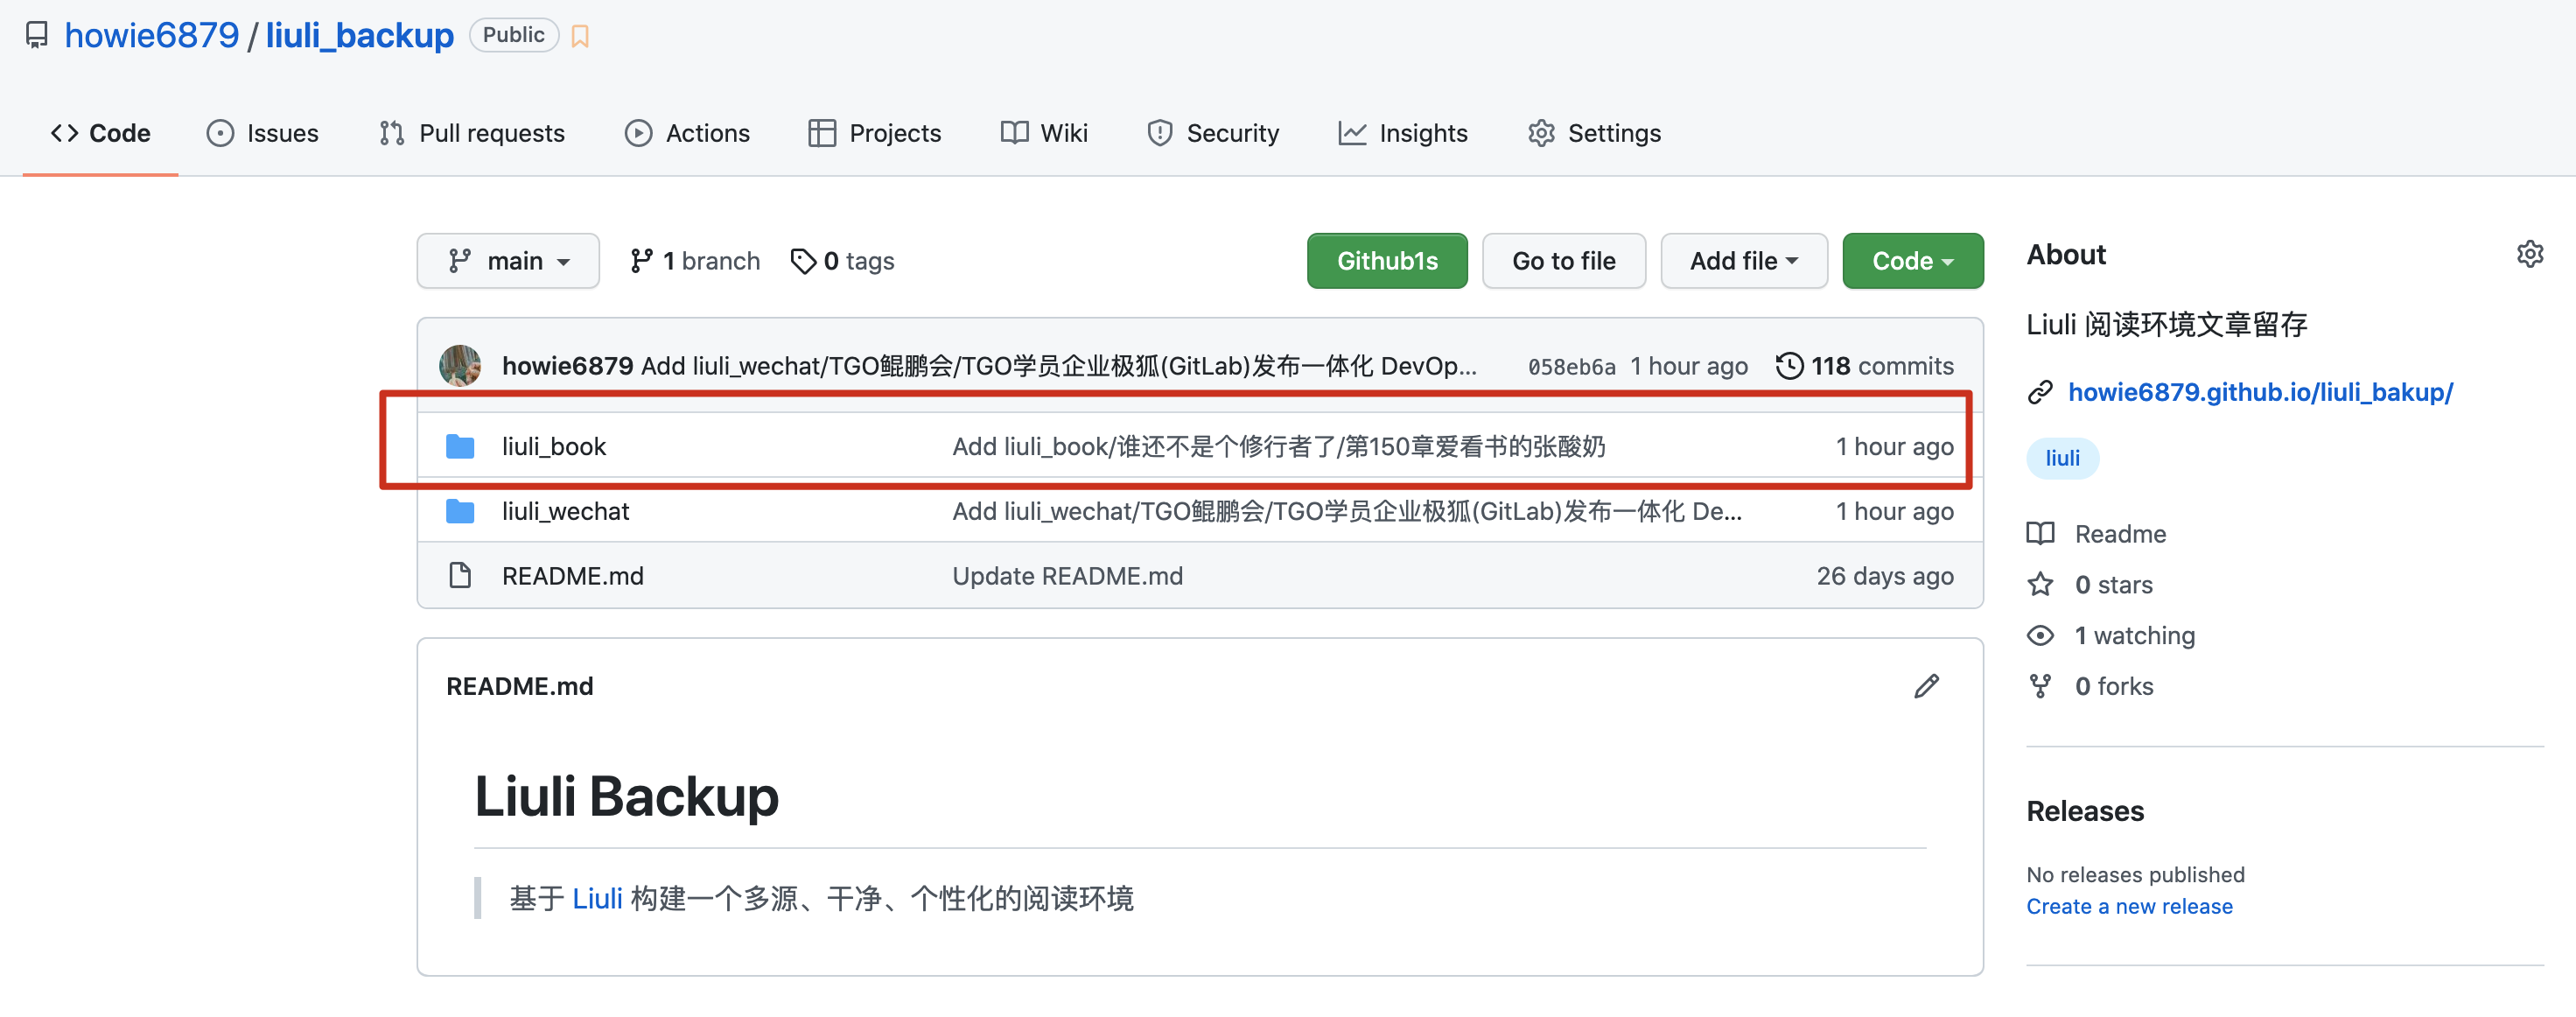 howie6879 / liuli_backup Public
Code Issues Pull requests Actions Projects Wiki Security Insights Settings
main 1 branch 0 tags Github1s Go to file Add file Code
howie6879 Add liuli_wechat/TGO鲲鹏会/TGO学员企业极狐(GitLab)发布一体化 DevOp... 058eb6a 1 hour ago 118 commits
liuli_book Add liuli_book/谁还不是个修行者了/第150章爱看书的张酸奶 1 hour ago
liuli_wechat Add liuli_wechat/TGO鲲鹏会/TGO学员企业极狐(GitLab)发布一体化 De... 1 hour ago
README.md Update README.md 26 days ago
README.md
Liuli Backup
基于 Liuli 构建一个多源、干净、个性化的阅读环境
About
Liuli 阅读环境文章留存
howie6879.github.io/liuli_bakup/
liuli
Readme
0 stars
1 watching
0 forks
Releases
No releases published
Create a new release